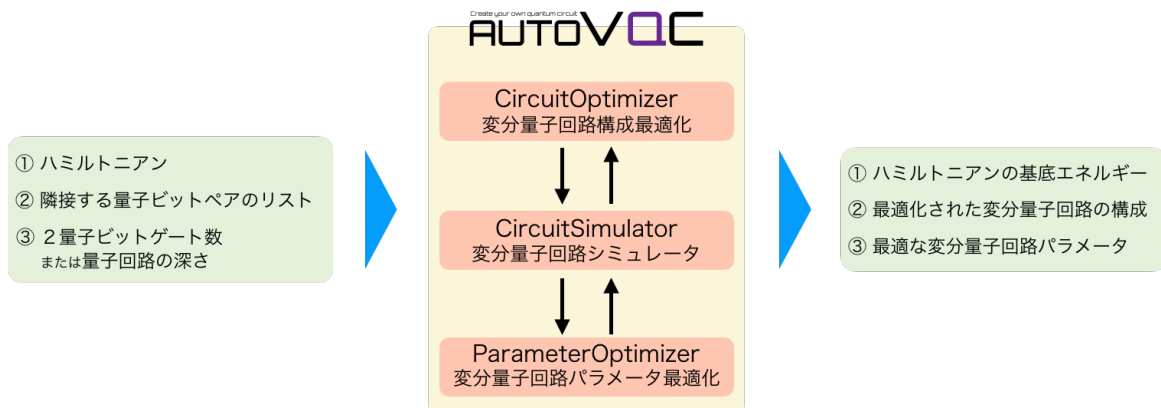 Create your own quantum circuit
AUTOVQC
① ハミルトニアン
② 隣接する量子ビットペアのリスト
③ ２量子ビットゲート数
または量子回路の深さ
CircuitOptimizer
変分量子回路構成最適化
CircuitSimulator
変分量子回路シミュレータ
ParameterOptimizer
変分量子回路パラメータ最適化
① ハミルトニアンの基底エネルギー
② 最適化された変分量子回路の構成
③ 最適な変分量子回路パラメータ